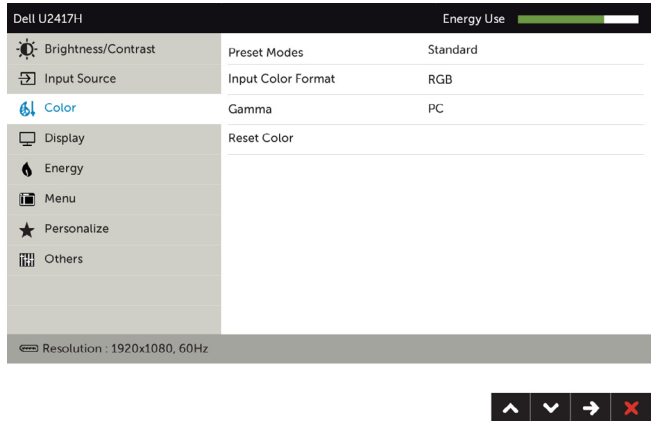 Dell U2417H Energy Use
Brightness/Contrast
Input Source
Color
Display
Energy
Menu
Personalize
Others
Preset Modes Standard
Input Color Format RGB
Gamma PC
Reset Color
Resolution : 1920x1080, 60Hz